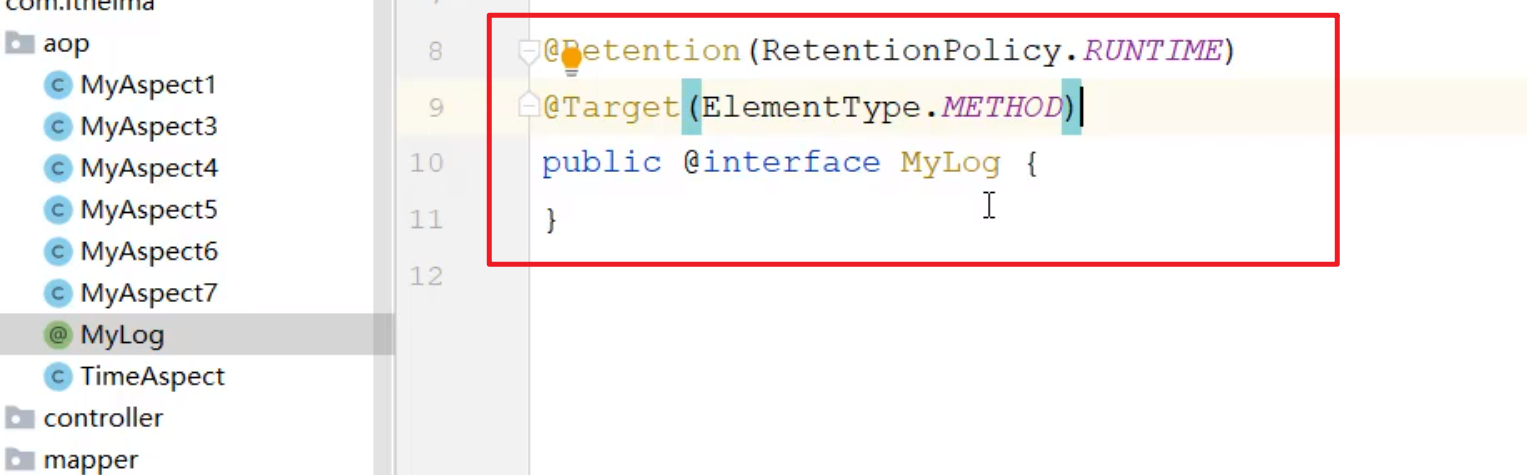 com.itheima
aop
MyAspect1
MyAspect3
MyAspect4
MyAspect5
MyAspect6
MyAspect7
MyLog
TimeAspect
controller
mapper
8 @Retention(RetentionPolicy.RUNTIME)
9 @Target(ElementType.METHOD)
10 public @interface MyLog {
11 }
12